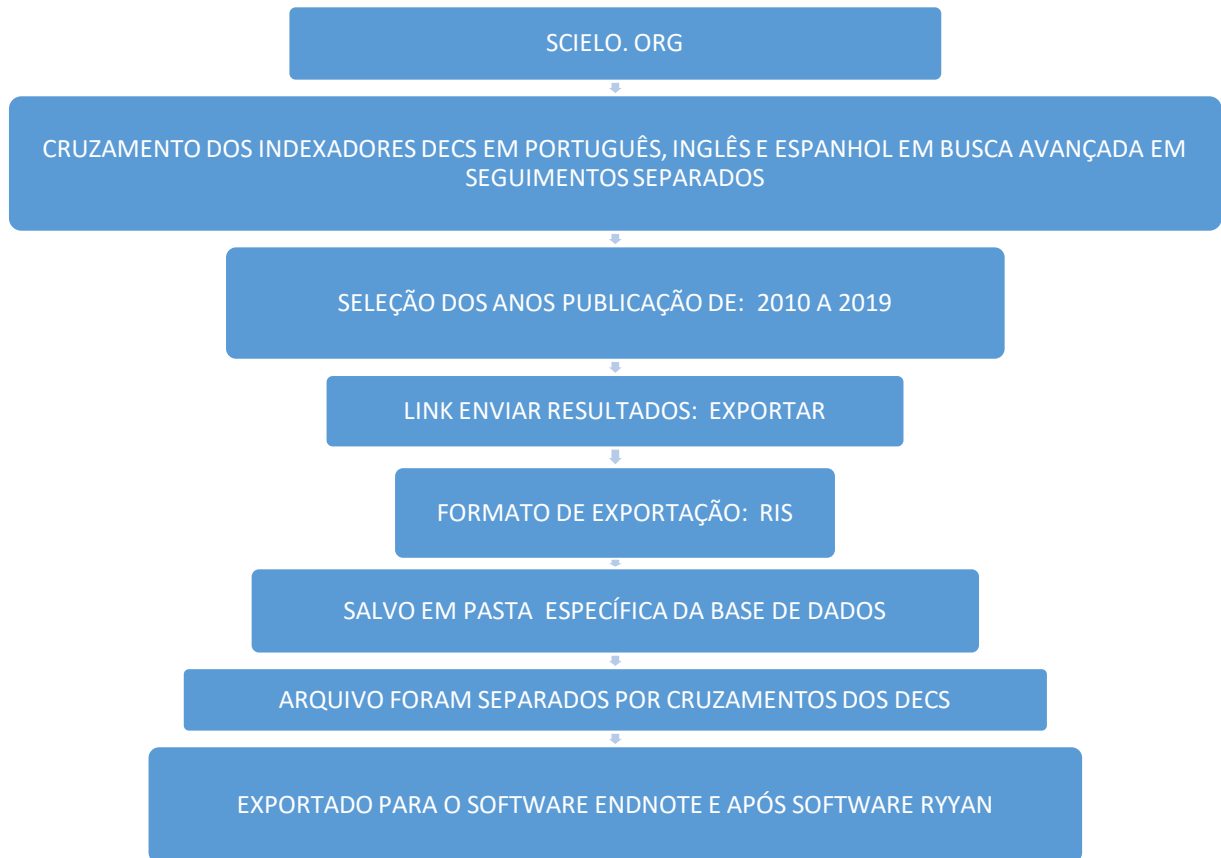 SCIELO. ORG
CRUZAMENTO DOS INDEXADORES DECS EM PORTUGUÊS, INGLÊS E ESPANHOL EM BUSCA AVANÇADA EM
SEGUIMENTOS SEPARADOS
SELEÇÃO DOS ANOS PUBLICAÇÃO DE: 2010 A 2019
LINK ENVIAR RESULTADOS: EXPORTAR
FORMATO DE EXPORTAÇÃO: RIS
SALVO EM PASTA ESPECÍFICA DA BASE DE DADOS
ARQUIVO FORAM SEPARADOS POR CRUZAMENTOS DOS DECS
EXPORTADO PARA O SOFTWARE ENDNOTE E APÓS SOFTWARE RYYAN